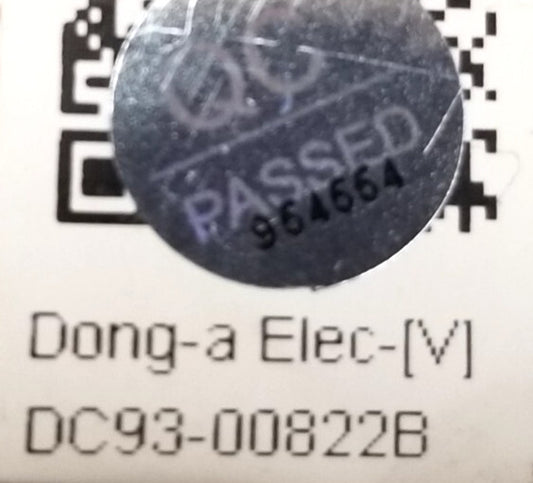 QC
PASSED
964664
Dong-a Elec-[V]
DC93-00822B